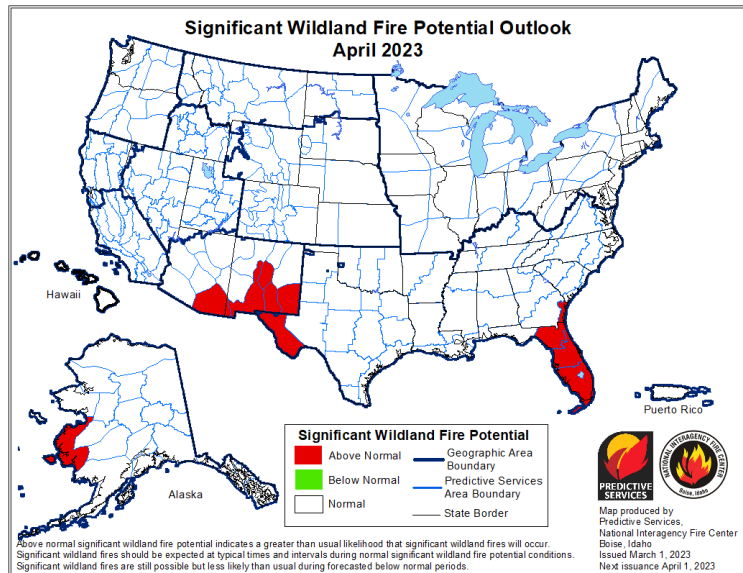 Significant Wildland Fire Potential Outlook
April 2023
Hawaii
Puerto Rico
Alaska
Significant Wildland Fire Potential
Above Normal
Below Normal
Normal
Geographic Area
Boundary
Predictive Services
Area Boundary
State Border
PREDICTIVE
SERVICES
NATIONAL INTERAGENCY FIRE CENTER
Boise, Idaho
Map produced by
Predictive Services,
National Interagency Fire Center
Boise, Idaho
Issued March 1, 2023
Next issuance April 1, 2023
Above normal significant wildland fire potential indicates a greater than usual likelihood that significant wildland fires will occur.
Significant wildland fires should be expected at typical times and intervals during normal significant wildland fire potential conditions.
Significant wildland fires are still possible but less likely than usual during forecasted below normal periods.